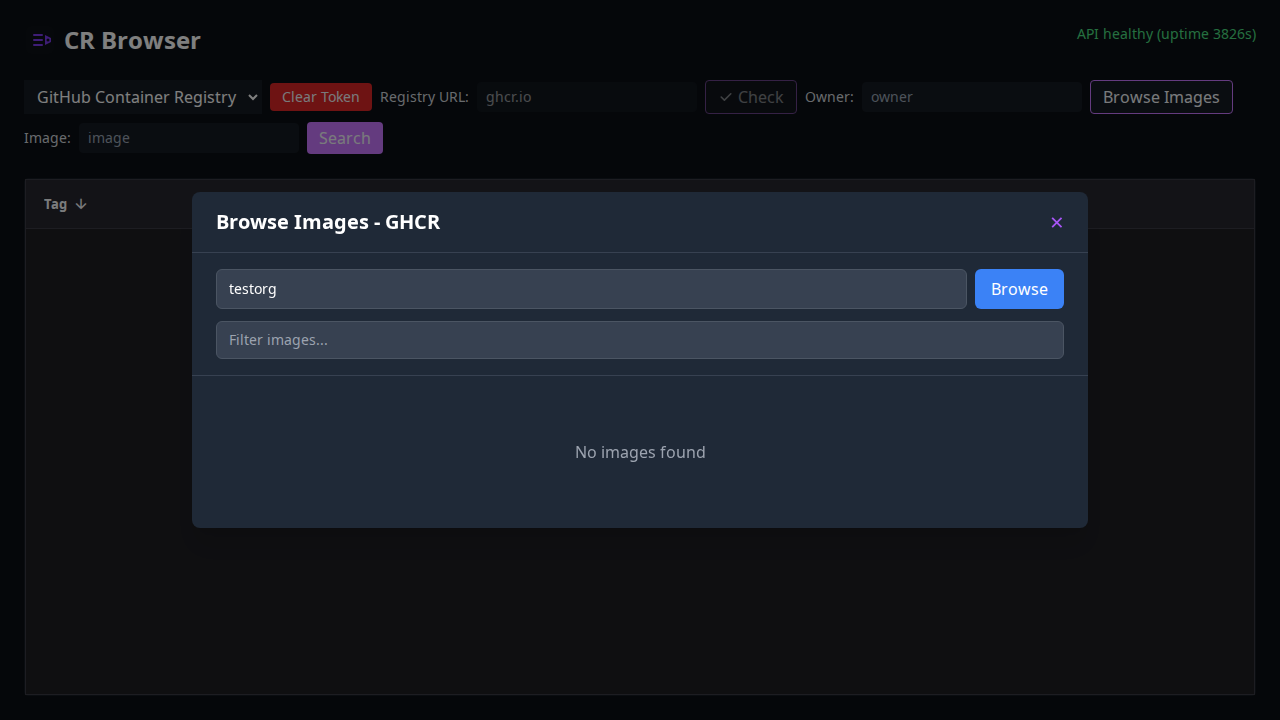 CR Browser
API healthy (uptime 3826s)
GitHub Container Registry Clear Token Registry URL: ghcr.io Check Owner: owner Browse Images
Image: image Search
Tag
Browse Images - GHCR
testorg Browse
Filter images...
No images found